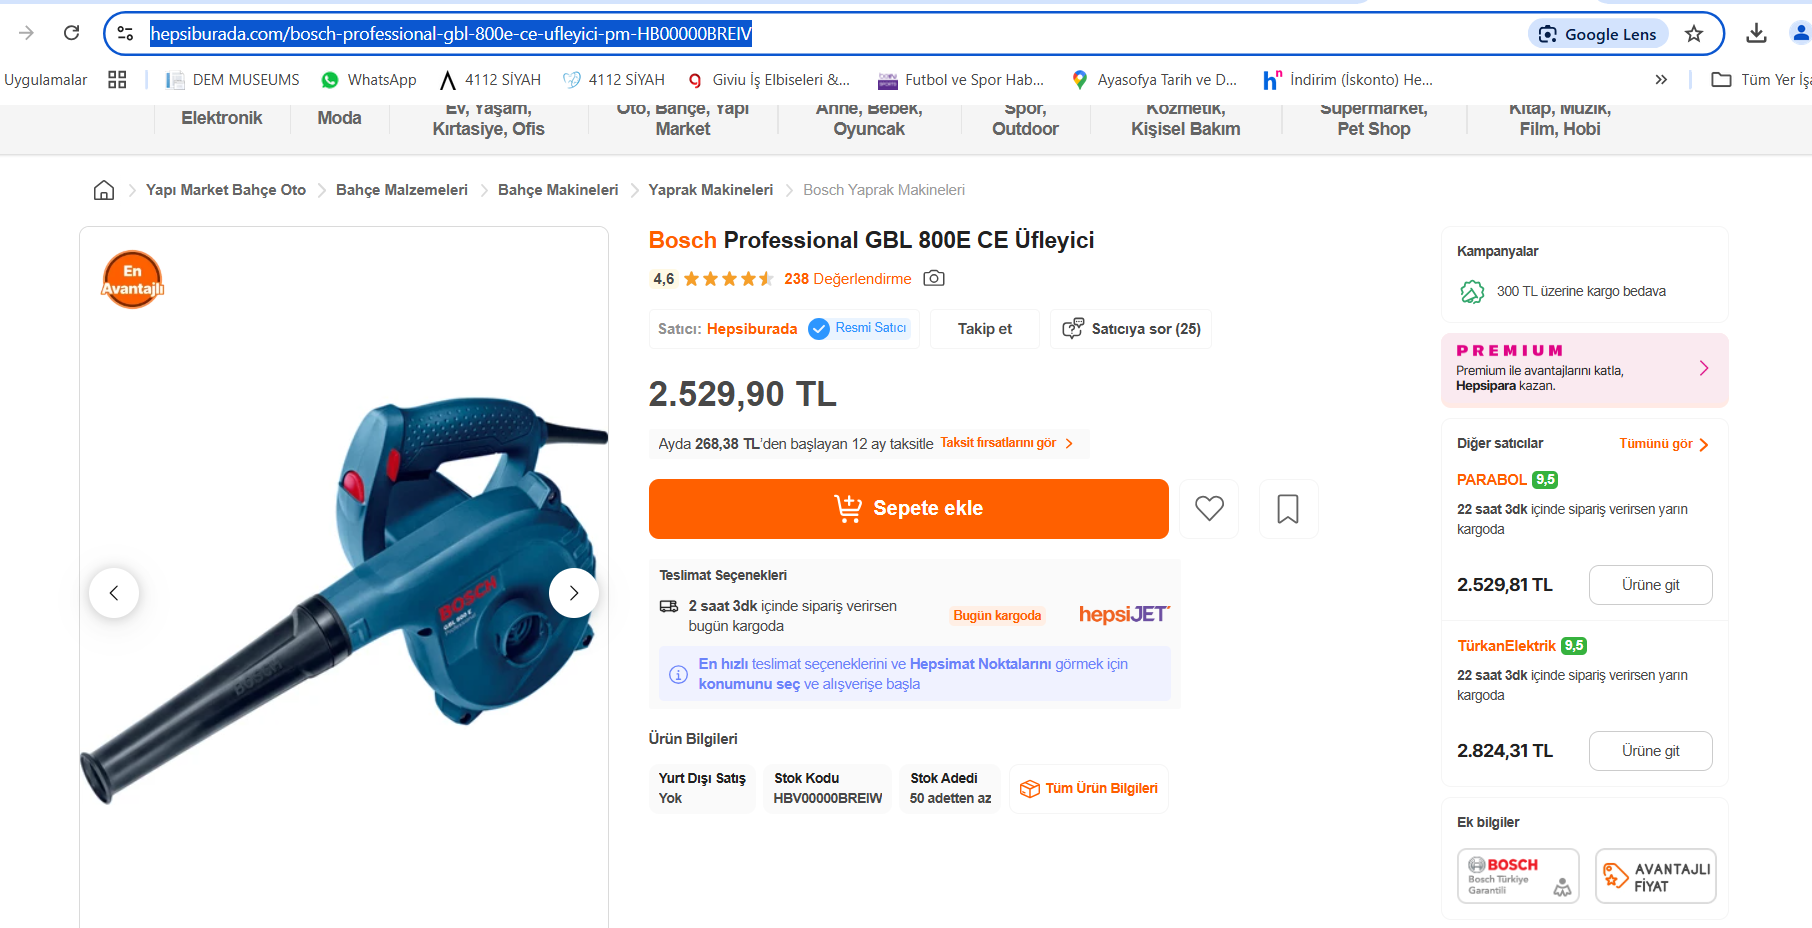 hepsiburada.com/bosch-professional-gbl-800e-ce-ufleyici-pm-HB00000BREIV
Google Lens
Uygulamalar
DEM MUSEUMS
WhatsApp
4112 SİYAH
4112 SİYAH
Giviu İş Elbiseleri &...
Futbol ve Spor Hab...
Ayasofya Tarih ve D...
İndirim (İskonto) He...
Tüm Yer İşa
Elektronik
Moda
Ev, Yaşam,
Kırtasiye, Ofis
Oto, Bahçe, Yapı
Market
Anne, Bebek,
Oyuncak
Spor,
Outdoor
Kozmetik,
Kişisel Bakım
Süpermarket,
Pet Shop
Kitap, Müzik,
Film, Hobi
Yapı Market Bahçe Oto
Bahçe Malzemeleri
Bahçe Makineleri
Yaprak Makineleri
Bosch Yaprak Makineleri
En
Avantajlı
BOSCH
GBL 800 E
Professional
BOSCH
Bosch Professional GBL 800E CE Üfleyici
4,6
238 Değerlendirme
Satıcı: Hepsiburada
Resmi Satıcı
Takip et
Satıcıya sor (25)
2.529,90 TL
Ayda 268,38 TL'den başlayan 12 ay taksitle Taksit fırsatlarını gör
Sepete ekle
Teslimat Seçenekleri
2 saat 3dk içinde sipariş verirsen
bugün kargoda
Bugün kargoda
hepsiJET
En hızlı teslimat seçeneklerini ve Hepsimat Noktalarını görmek için
konumunu seç ve alışverişe başla
Ürün Bilgileri
Yurt Dışı Satış
Yok
Stok Kodu
HBV00000BREIW
Stok Adedi
50 adetten az
Tüm Ürün Bilgileri
Kampanyalar
300 TL üzerine kargo bedava
PREMIUM
Premium ile avantajlarını katla,
Hepsipara kazan.
Diğer satıcılar
Tümünü gör
PARABOL 9,5
22 saat 3dk içinde sipariş verirsen yarın
kargoda
2.529,81 TL
Ürüne git
TürkanElektrik 9,5
22 saat 3dk içinde sipariş verirsen yarın
kargoda
2.824,31 TL
Ürüne git
Ek bilgiler
BOSCH
Bosch Türkiye
Garantili
AVANTAJLI
FİYAT